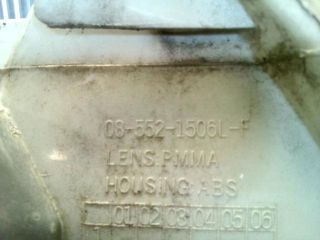 08-552-1506L-F
LENS:PMMA
HOUSING:ABS
01 02 03 04 05 06